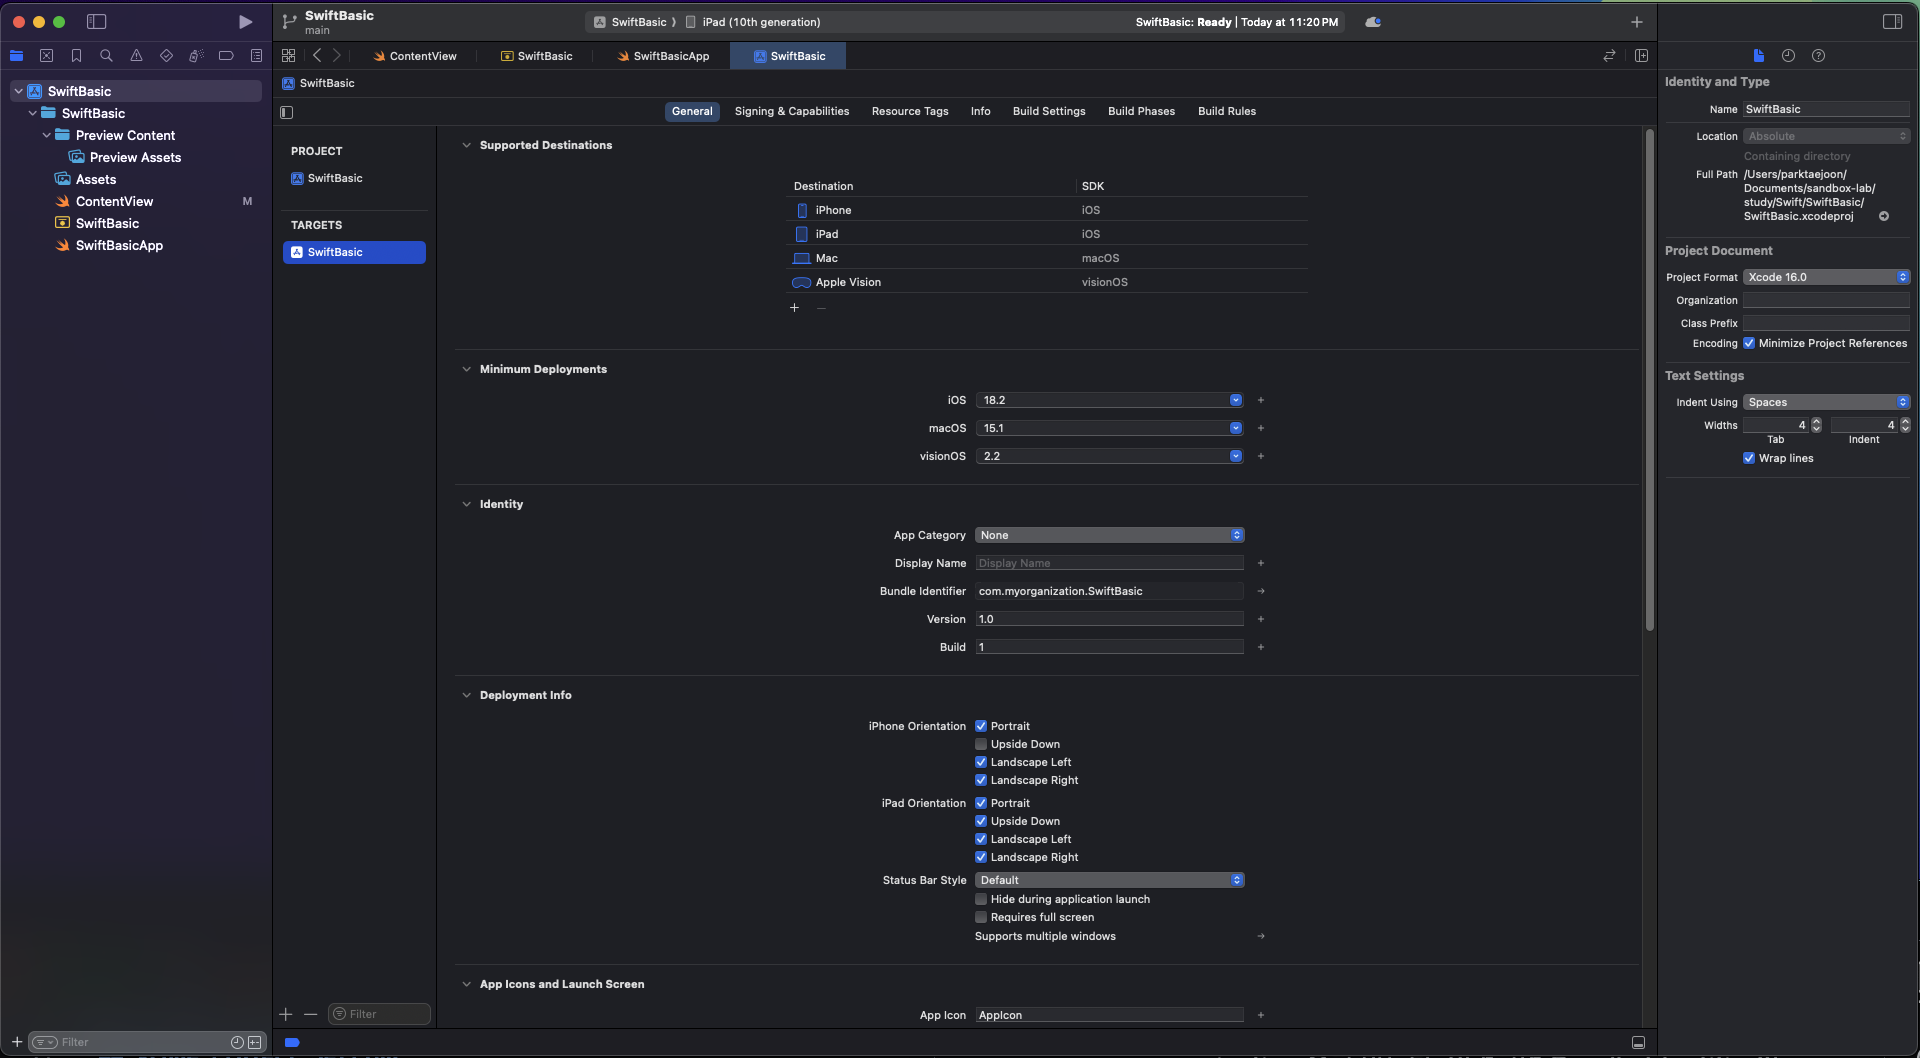 SwiftBasic
main
SwiftBasic
iPad (10th generation)
SwiftBasic: Ready | Today at 11:20 PM
ContentView
SwiftBasic
SwiftBasicApp
SwiftBasic
SwiftBasic
SwiftBasic
SwiftBasic
Preview Content
Preview Assets
Assets
ContentView M
SwiftBasic
SwiftBasicApp
Filter
General
Signing & Capabilities
Resource Tags
Info
Build Settings
Build Phases
Build Rules
PROJECT
SwiftBasic
TARGETS
SwiftBasic
Filter
Supported Destinations
Destination SDK
iPhone iOS
iPad iOS
Mac macOS
Apple Vision visionOS
Minimum Deployments
iOS 18.2
macOS 15.1
visionOS 2.2
Identity
App Category None
Display Name Display Name
Bundle Identifier com.myorganization.SwiftBasic
Version 1.0
Build 1
Deployment Info
iPhone Orientation Portrait
Upside Down
Landscape Left
Landscape Right
iPad Orientation Portrait
Upside Down
Landscape Left
Landscape Right
Status Bar Style Default
Hide during application launch
Requires full screen
Supports multiple windows
App Icons and Launch Screen
App Icon AppIcon
Identity and Type
Name SwiftBasic
Location Absolute
Containing directory
Full Path /Users/parktaejoon/
Documents/sandbox-lab/
study/Swift/SwiftBasic/
SwiftBasic.xcodeproj
Project Document
Project Format Xcode 16.0
Organization
Class Prefix
Encoding Minimize Project References
Text Settings
Indent Using Spaces
Widths 4 4
Tab Indent
Wrap lines